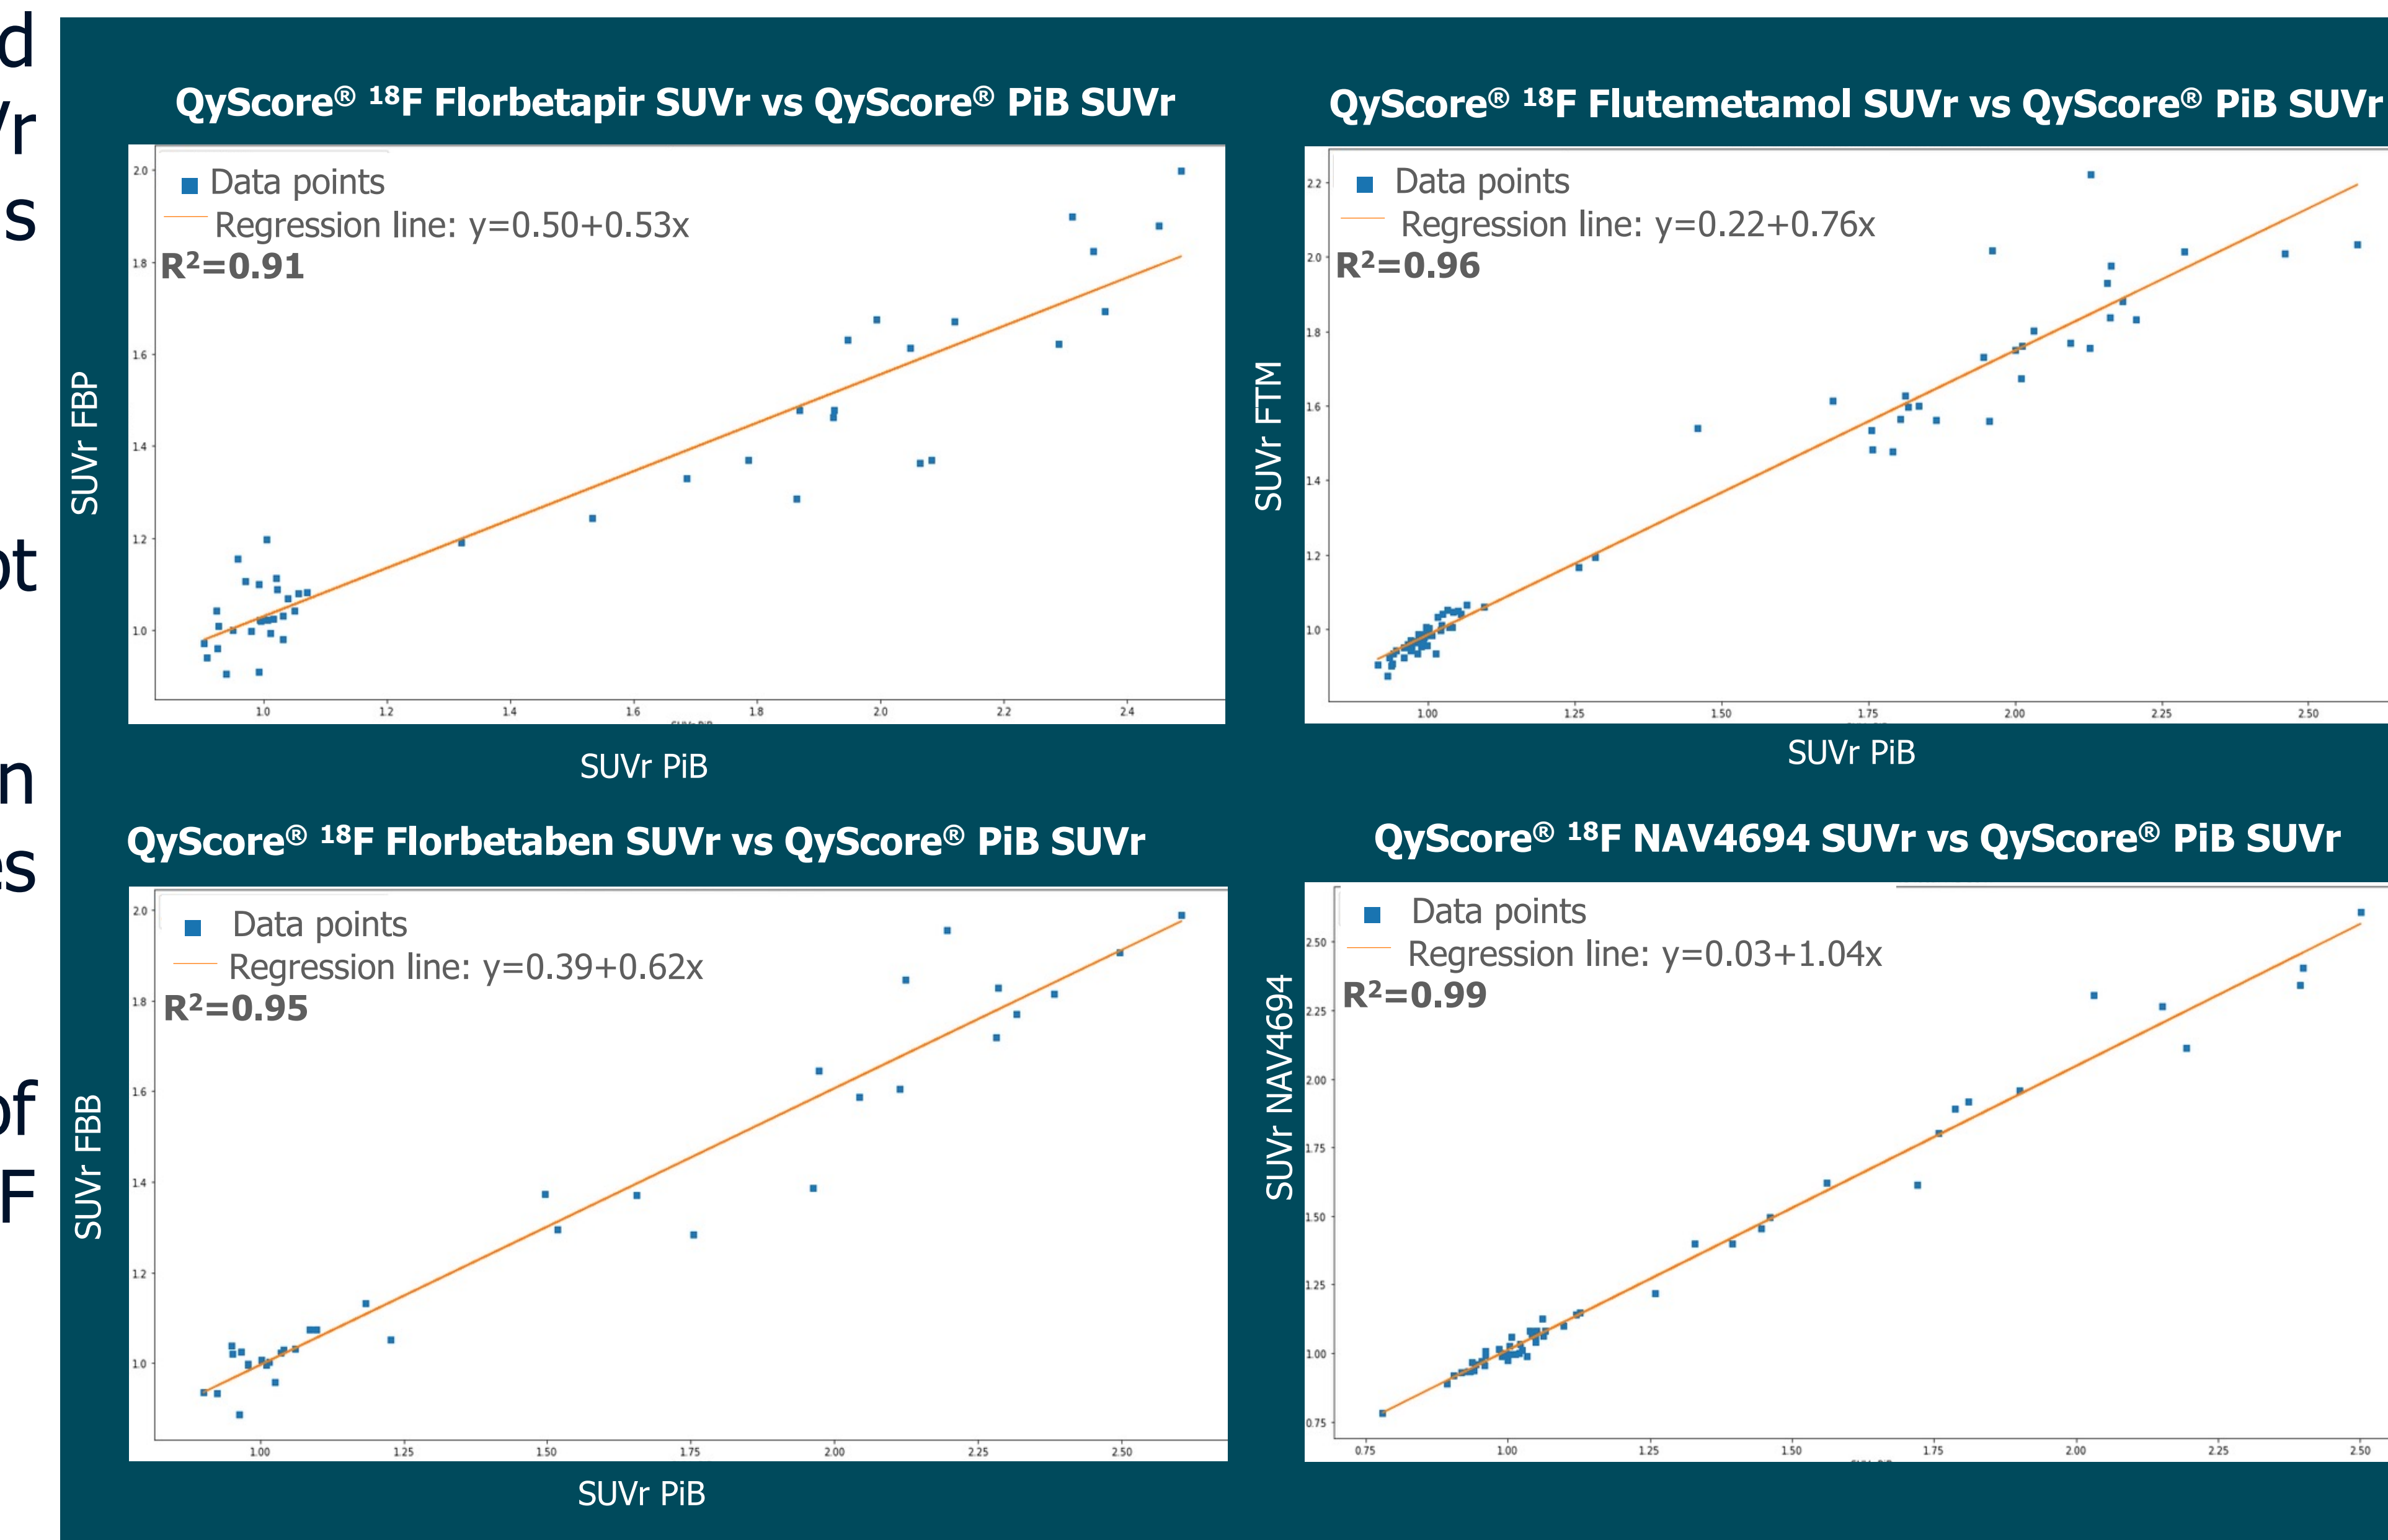 d
Vr
s
ot
n
es
of
F
QyScore® ¹⁸F Florbetapir SUVr vs QyScore® PiB SUVr
Data points
Regression line: y=0.50+0.53x
R²=0.91
2.0
1.8
1.6
1.4
1.2
1.0
SUVr FBP
1.0 1.2 1.4 1.6 1.8 2.0 2.2 2.4
SUVr PiB
QyScore® ¹⁸F Flutemetamol SUVr vs QyScore® PiB SUVr
Data points
Regression line: y=0.22+0.76x
R²=0.96
2.2
2.0
1.8
1.6
1.4
1.2
1.0
SUVr FTM
1.00 1.25 1.50 1.75 2.00 2.25 2.50
SUVr PiB
QyScore® ¹⁸F Florbetaben SUVr vs QyScore® PiB SUVr
Data points
Regression line: y=0.39+0.62x
R²=0.95
2.0
1.8
1.6
1.4
1.2
1.0
SUVr FBB
1.00 1.25 1.50 1.75 2.00 2.25 2.50
SUVr PiB
QyScore® ¹⁸F NAV4694 SUVr vs QyScore® PiB SUVr
Data points
Regression line: y=0.03+1.04x
R²=0.99
2.50
2.25
2.00
1.75
1.50
1.25
1.00
0.75
SUVr NAV4694
0.75 1.00 1.25 1.50 1.75 2.00 2.25 2.50